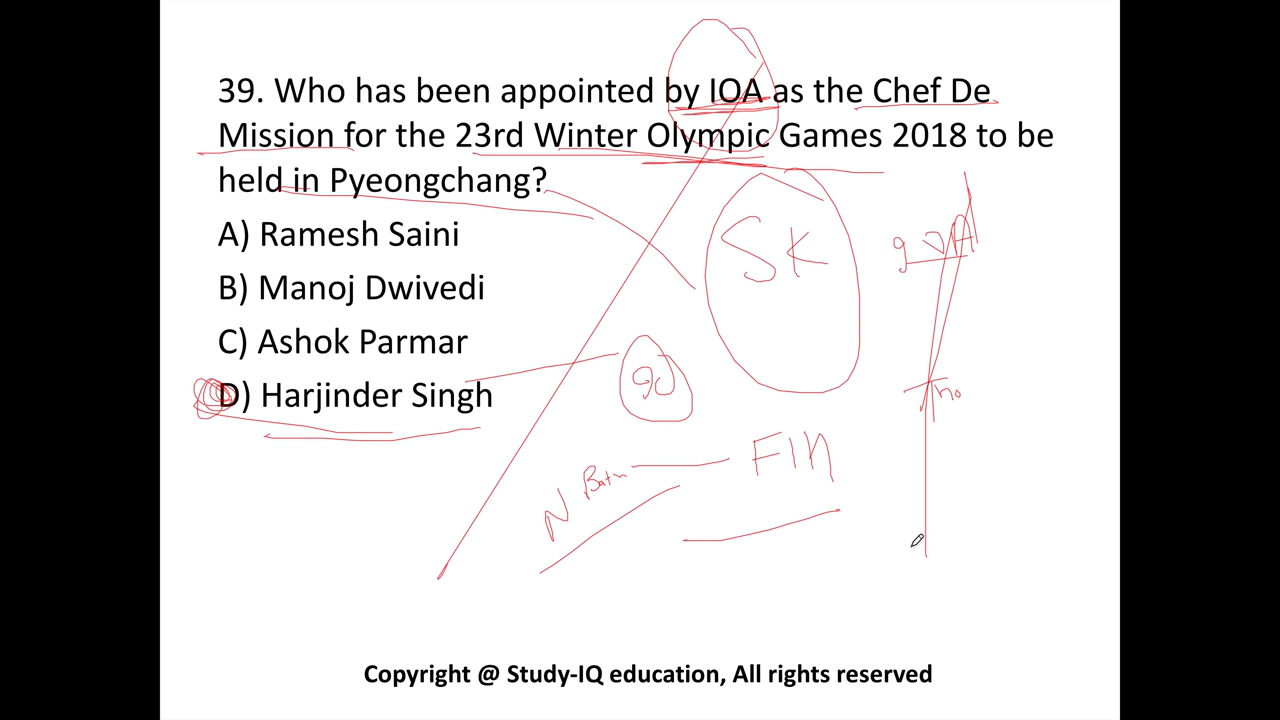 39. Who has been appointed by IOA as the Chef De
Mission for the 23rd Winter Olympic Games 2018 to be
held in Pyeongchang?
A) Ramesh Saini
SK
B) Manoj Dwivedi
C) Ashok Parmar
D) Harjinder Singh
FIN
N
Copyright @ Study-IQ education, All rights reserved